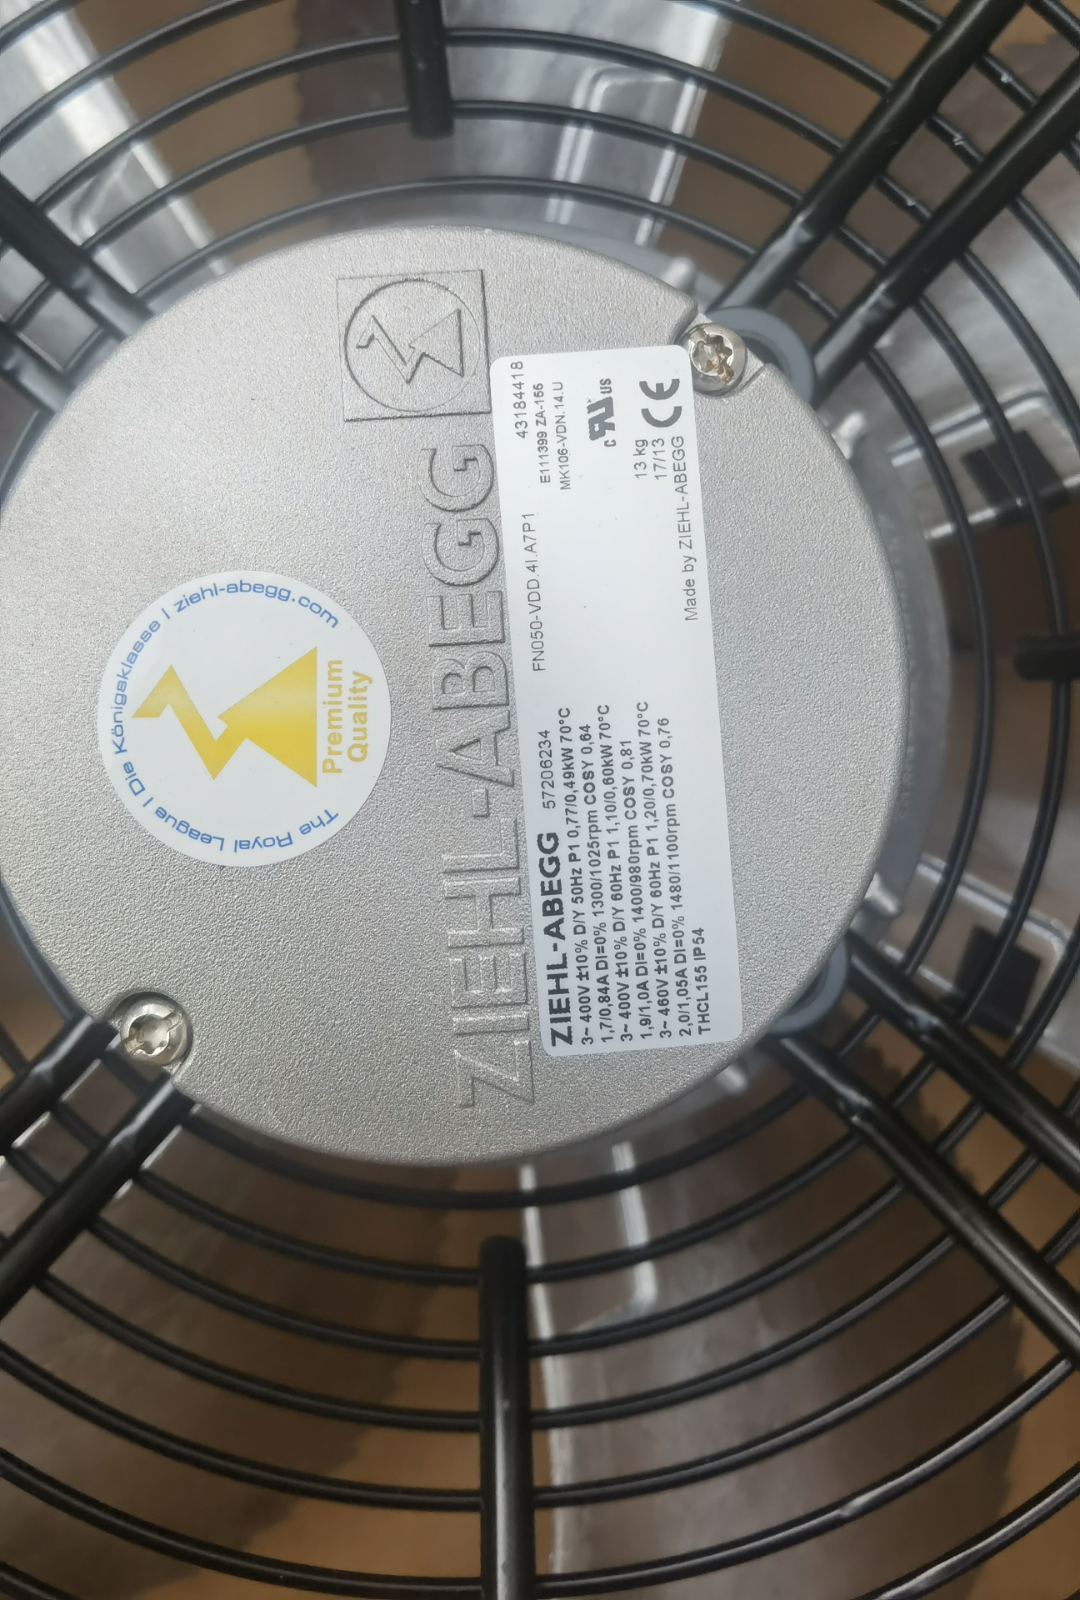 ZIEHL-ABEGG
The Royal League | Die Königsklasse | ziehl-abegg.com
Premium
Quality
ZIEHL-ABEGG 57206234 FN050-VDD.4I.A7P1 43184418
3~ 400V ±10% D/Y 50Hz P1 0,77/0,49kW 70°C E111399 ZA-155
1,7/0,84A DI=0% 1300/1025rpm COSY 0,64 MK106-VDN.14.U
3~ 400V ±10% D/Y 60Hz P1 1,10/0,60kW 70°C
1,9/1,0A DI=0% 1400/980rpm COSY 0,81 c US
3~ 460V ±10% D/Y 60Hz P1 1,20/0,70kW 70°C 13 kg
2,0/1,05A DI=0% 1480/1100rpm COSY 0,76 17/13
THCL155 IP54 Made by ZIEHL-ABEGG CE